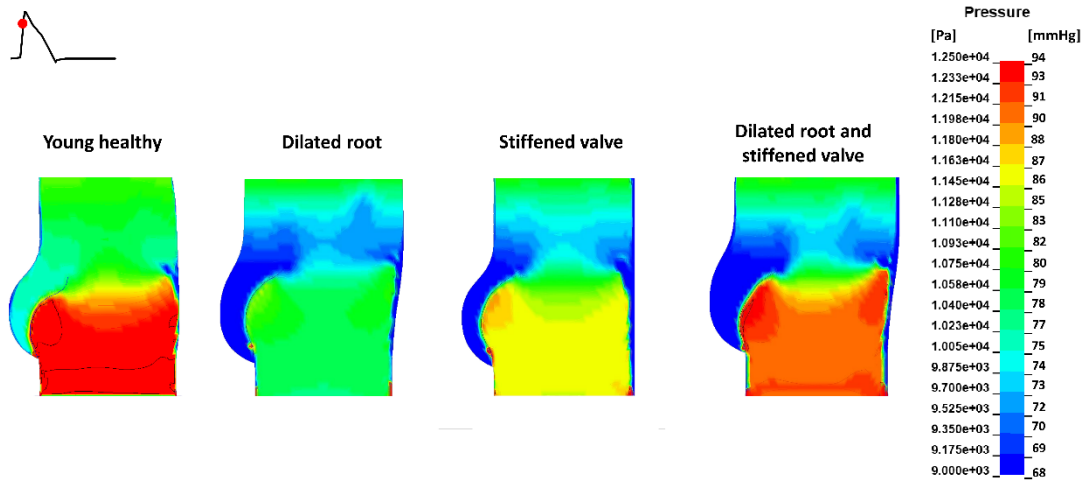 Pressure
[Pa] [mmHg]
1.250e+04 94
1.233e+04 93
1.215e+04 91
1.198e+04 90
1.180e+04 88
1.163e+04 87
1.145e+04 86
1.128e+04 85
1.110e+04 83
1.093e+04 82
1.075e+04 80
1.058e+04 79
1.040e+04 78
1.023e+04 77
1.005e+04 75
9.875e+03 74
9.700e+03 73
9.525e+03 72
9.350e+03 70
9.175e+03 69
9.000e+03 68
Young healthy
Dilated root
Stiffened valve
Dilated root and
stiffened valve